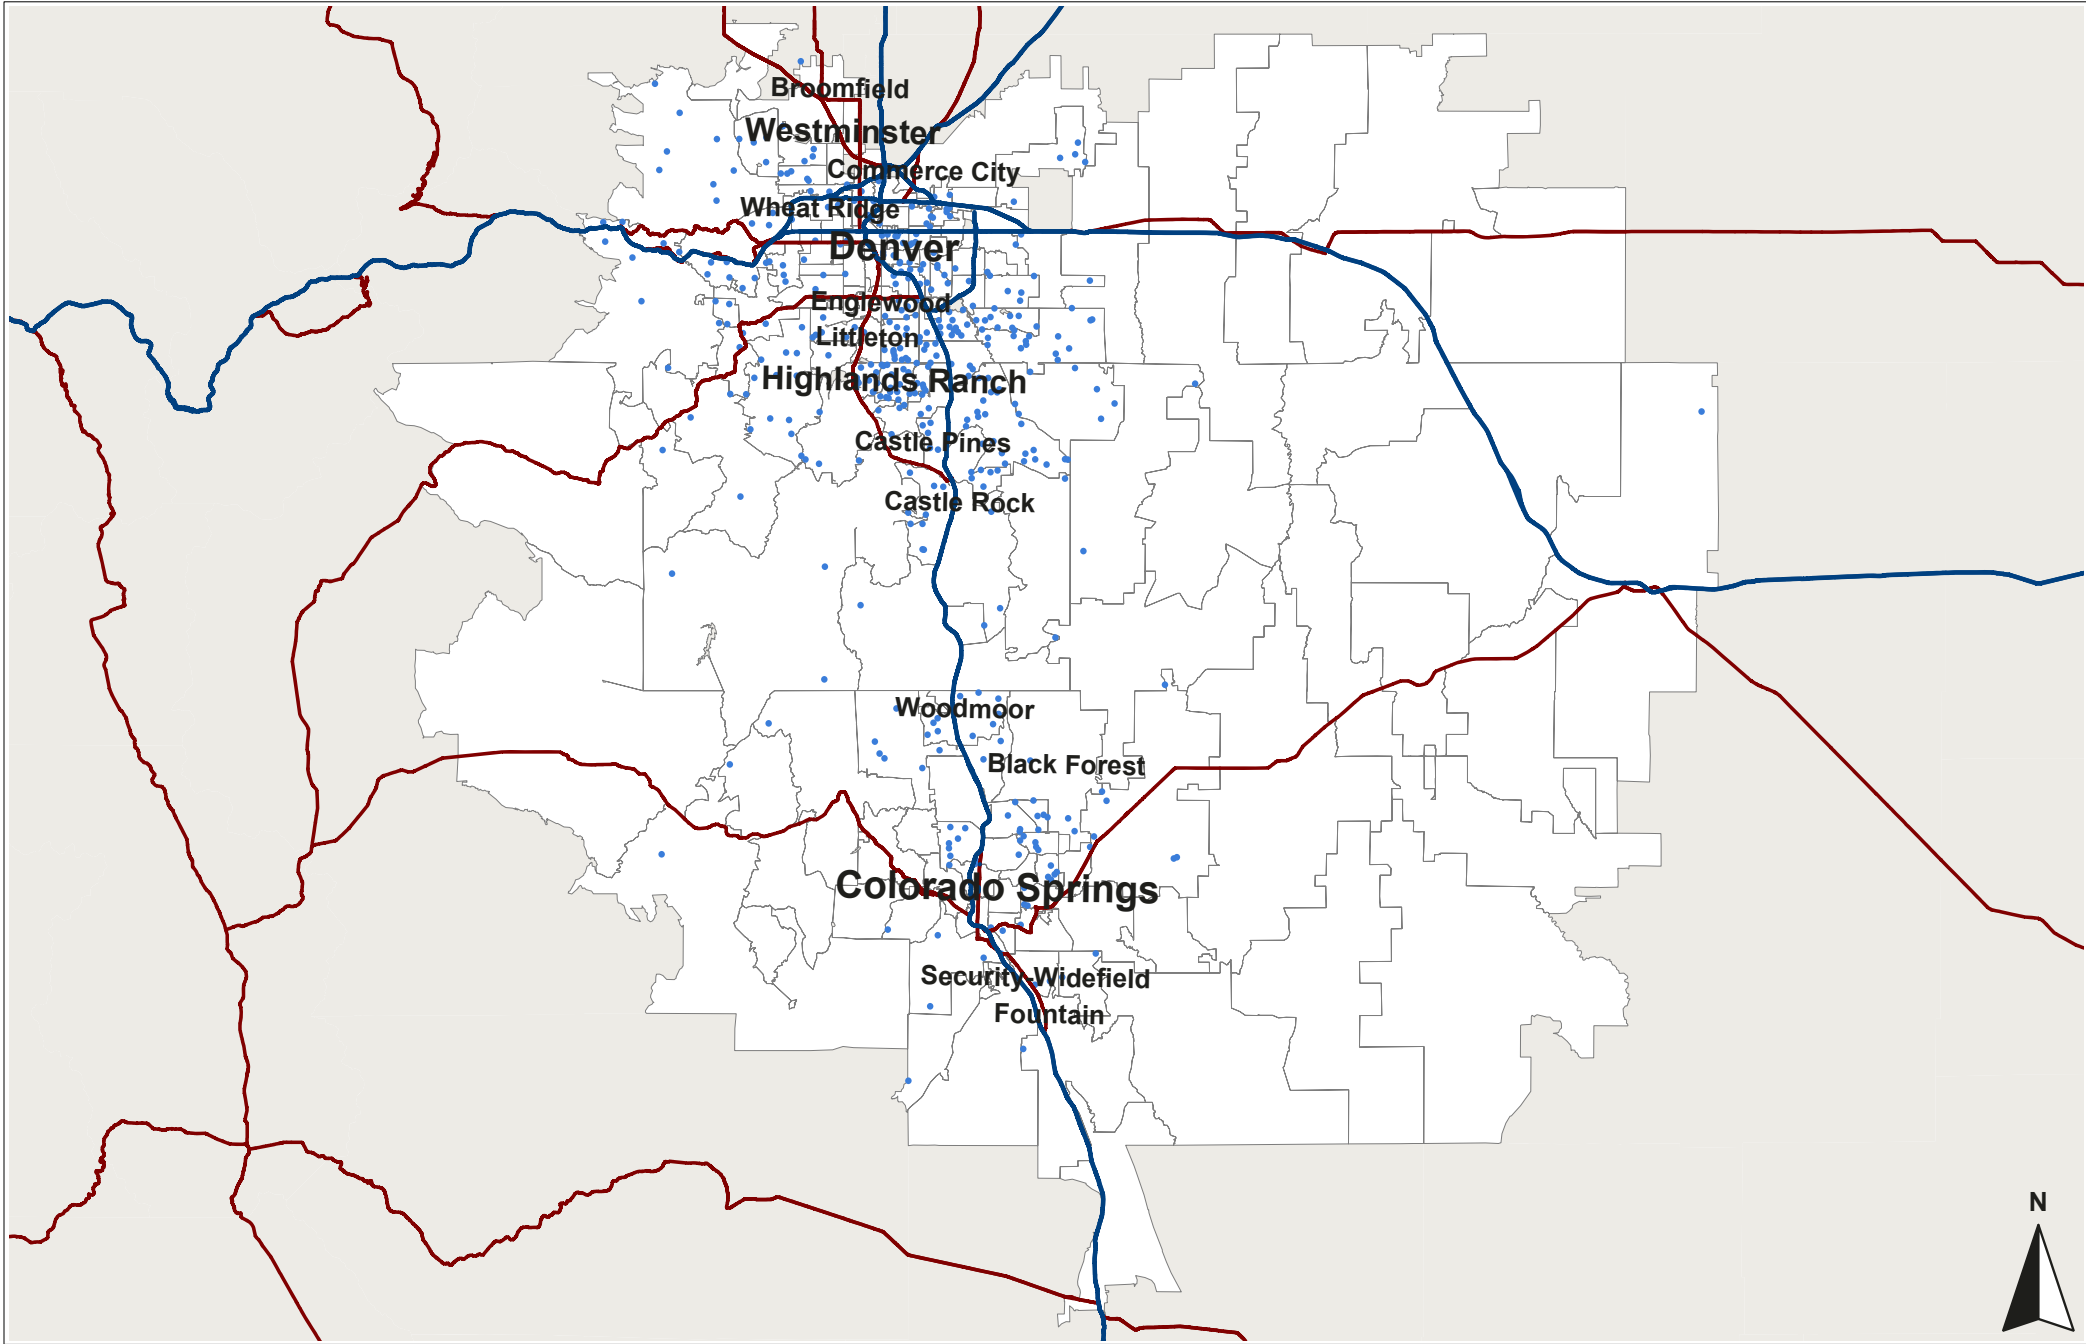 Broomfield
Westminster
Commerce City
Wheat Ridge
Denver
Englewood
Littleton
Highlands Ranch
Castle Pines
Castle Rock
Woodmoor
Black Forest
Colorado Springs
Security-Widefield
Fountain
N